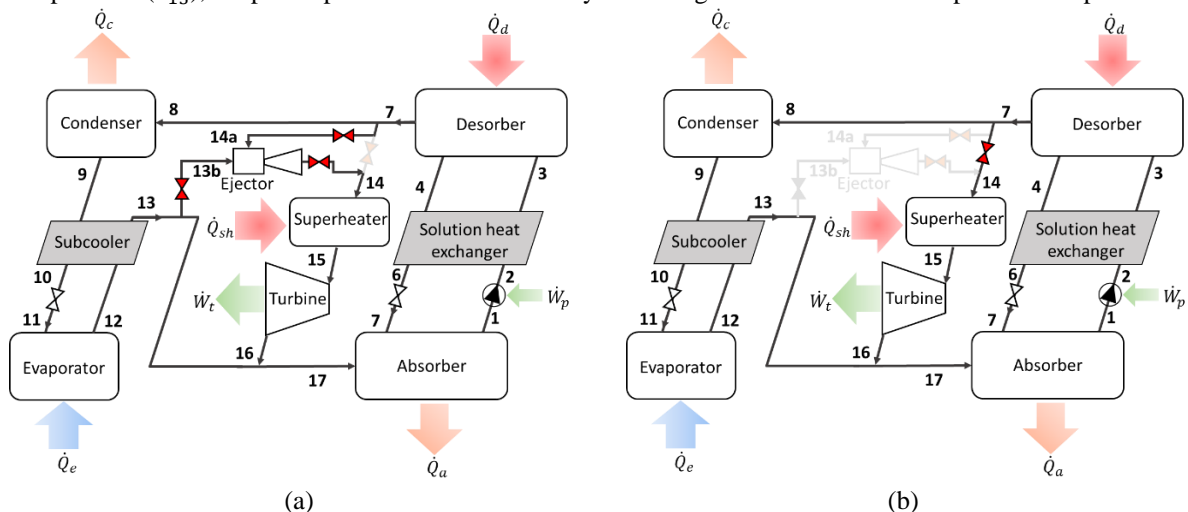 Q̇c
Q̇d
8
7
Condenser
Desorber
14a
13b
Ejector
9
14
4
3
13
Superheater
Subcooler
Q̇sh
Solution heat
exchanger
10
15
6
2
Ẇt
Turbine
Ẇp
11
12
7
1
16
Evaporator
17
Absorber
Q̇e
Q̇a
(a)
Q̇c
Q̇d
8
7
Condenser
Desorber
14a
13b
Ejector
9
14
4
3
13
Superheater
Subcooler
Q̇sh
Solution heat
exchanger
10
15
6
2
Ẇt
Turbine
Ẇp
11
12
7
1
16
Evaporator
17
Absorber
Q̇e
Q̇a
(b)